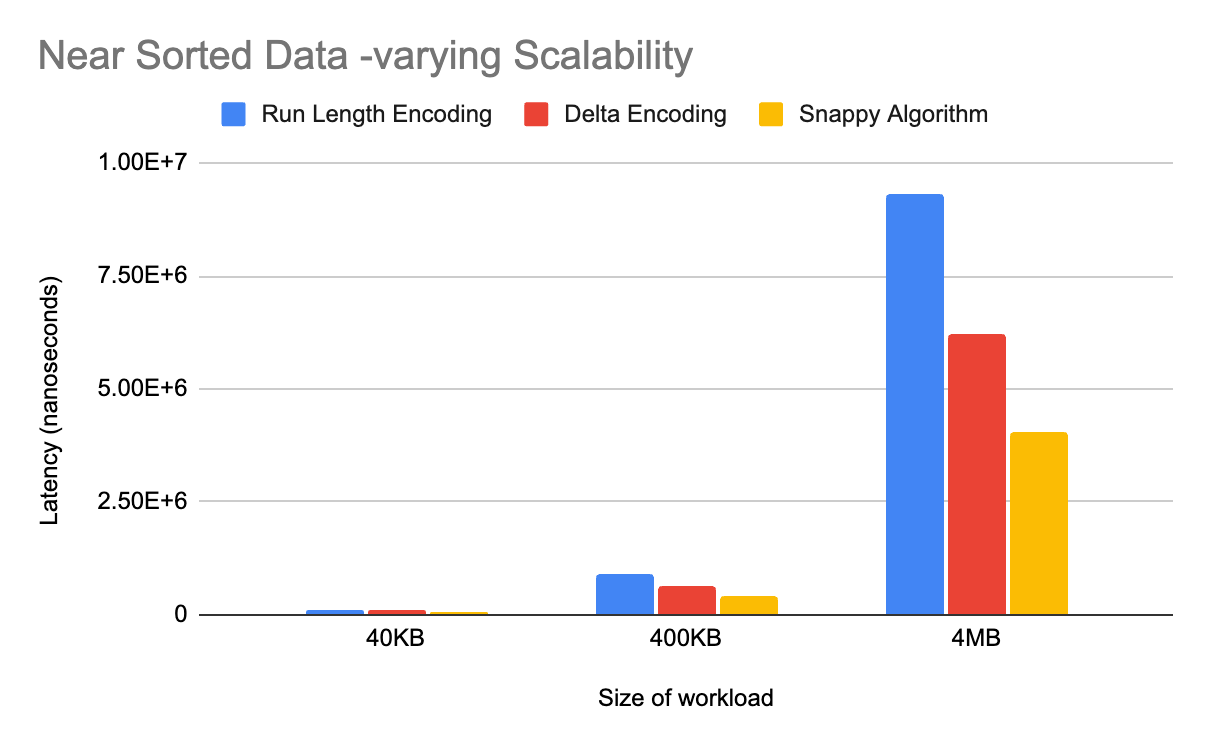 Near Sorted Data -varying Scalability
Run Length Encoding Delta Encoding Snappy Algorithm
1.00E+7
7.50E+6
5.00E+6
2.50E+6
0
Latency (nanoseconds)
40KB 400KB 4MB
Size of workload